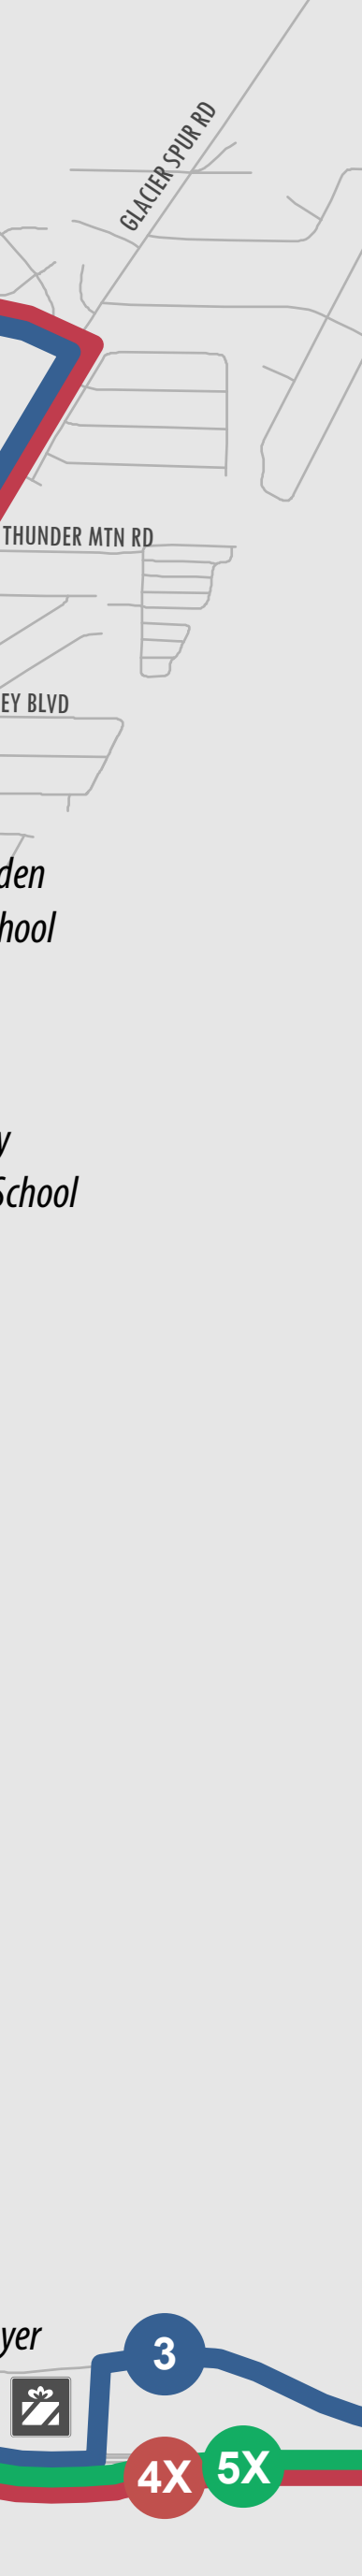 GLACIER SPUR RD
THUNDER MTN RD
EY BLVD
den
hool
y
School
yer
3
4X
5X